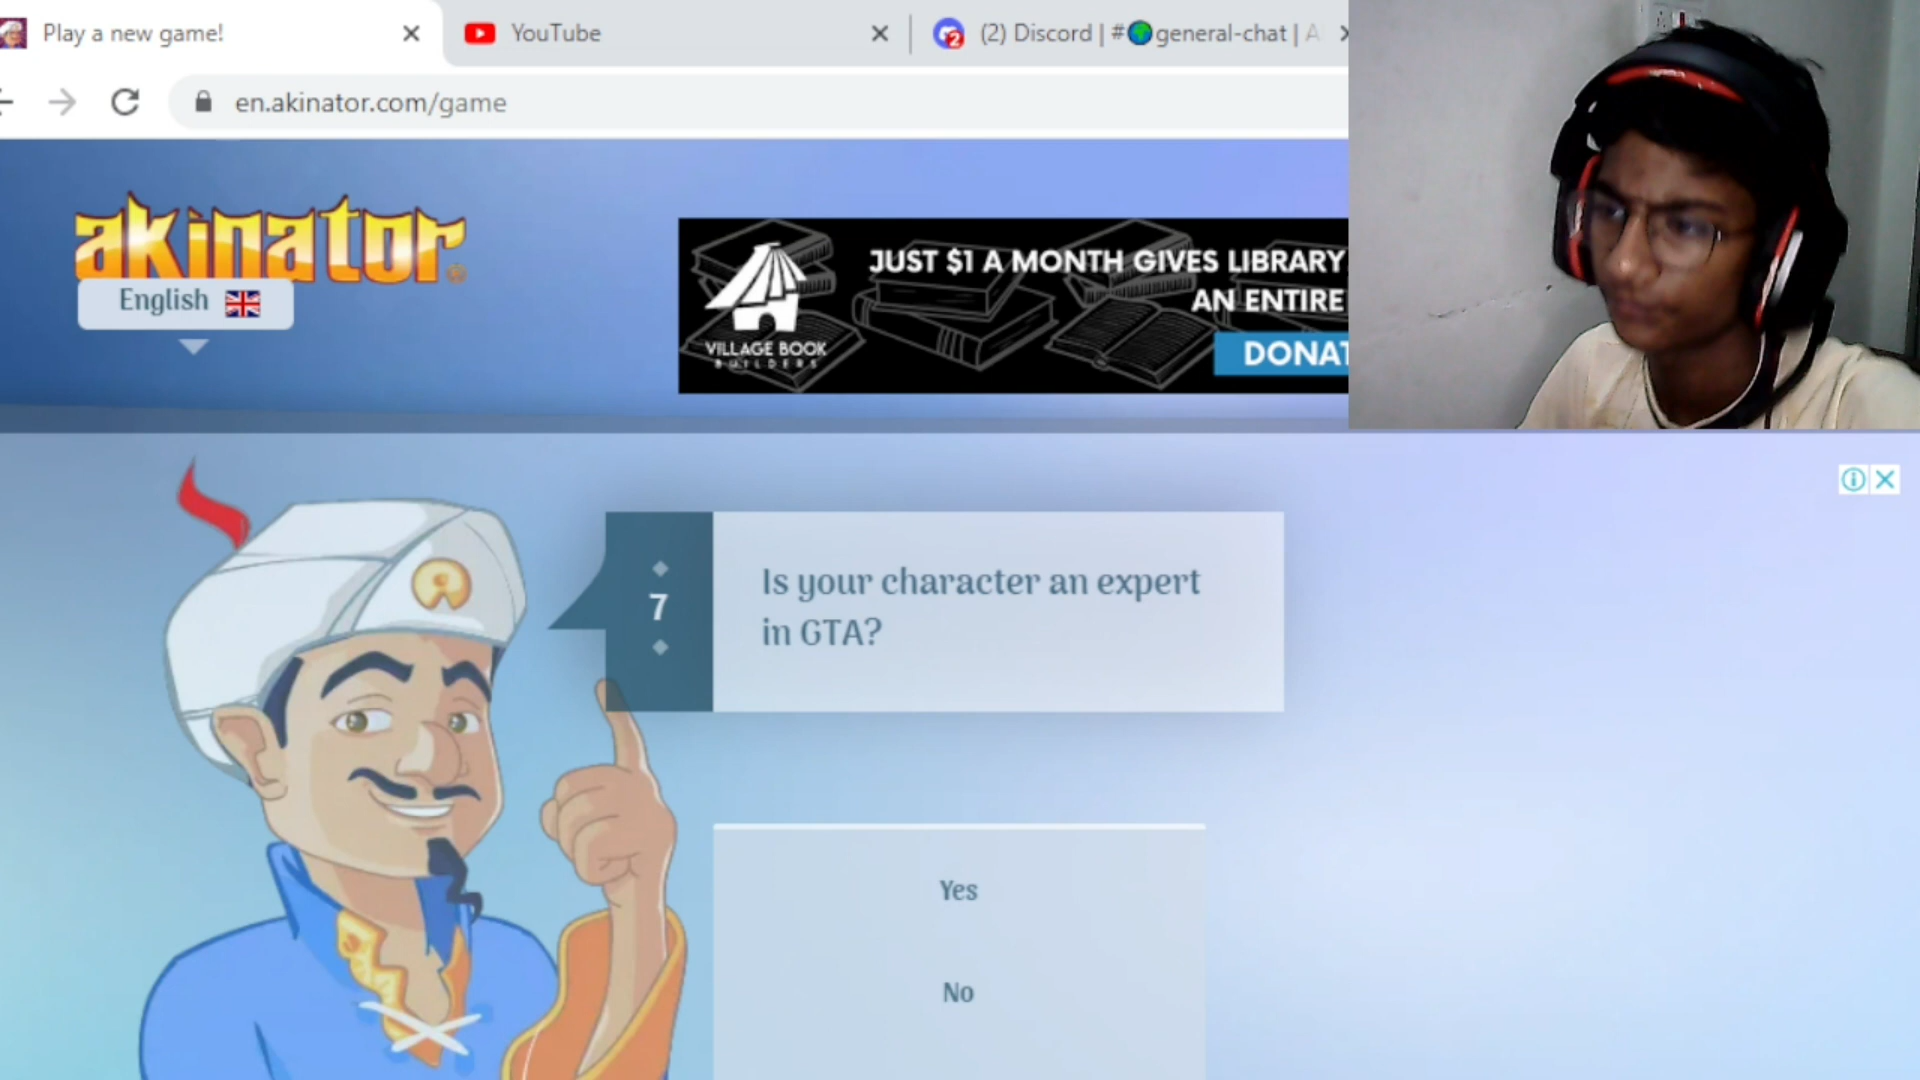 Play a new game!
YouTube
(2) Discord | #general-chat | A
en.akinator.com/game
akinator
English
JUST $1 A MONTH GIVES LIBRARY
AN ENTIRE
VILLAGE BOOK
BUILDERS
DONAT
7
Is your character an expert
in GTA?
Yes
No